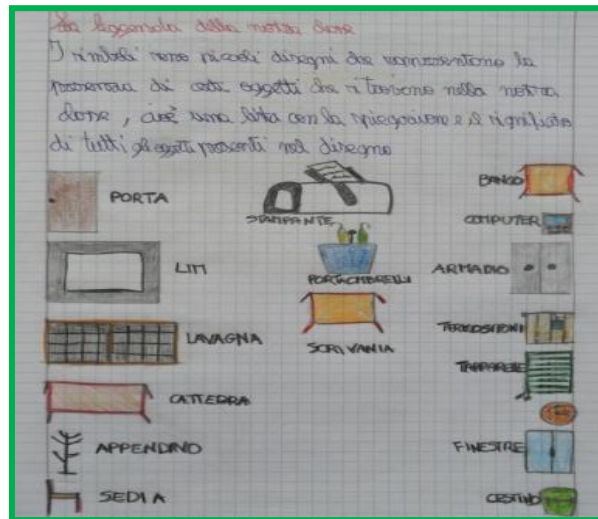 La leggenda della nostra classe
I simboli sono piccoli disegni che rappresentano la
presenza di certi oggetti che si trovano nella nostra
classe, cioè una lista con la spiegazione e il significato
di tutti gli oggetti presenti nel disegno
PORTA
STAMPANTE
BANCO
COMPUTER
LIM
PORTAOMBRELLI
ARMADIO
LAVAGNA
SCRIVANIA
TERMOSIFONI
TAPPARELLE
CATTEDRA
APPENDINO
FINESTRE
SEDIA
CESTINO